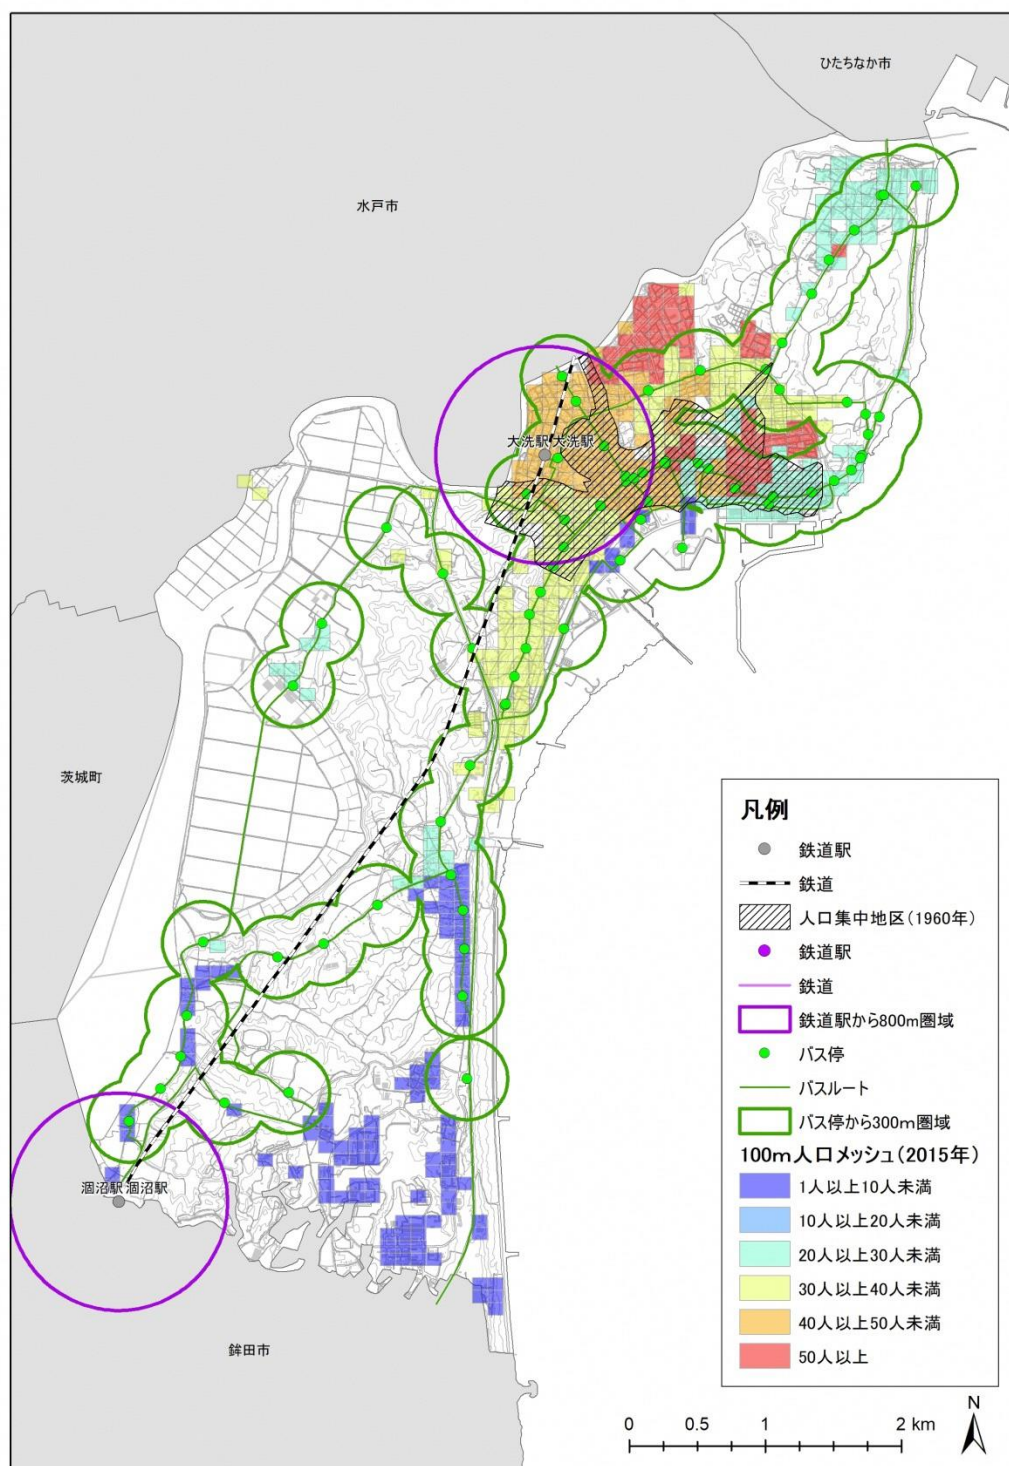 ひたちなか市
水戸市
大洗駅 大洗駅
茨城町
涸沼駅 涸沼駅
鉾田市
凡例
鉄道駅
鉄道
人口集中地区(1960年)
鉄道駅
鉄道
鉄道駅から800m圏域
バス停
バスルート
バス停から300m圏域
100m人口メッシュ(2015年)
1人以上10人未満
10人以上20人未満
20人以上30人未満
30人以上40人未満
40人以上50人未満
50人以上
0 0.5 1 2 km
N